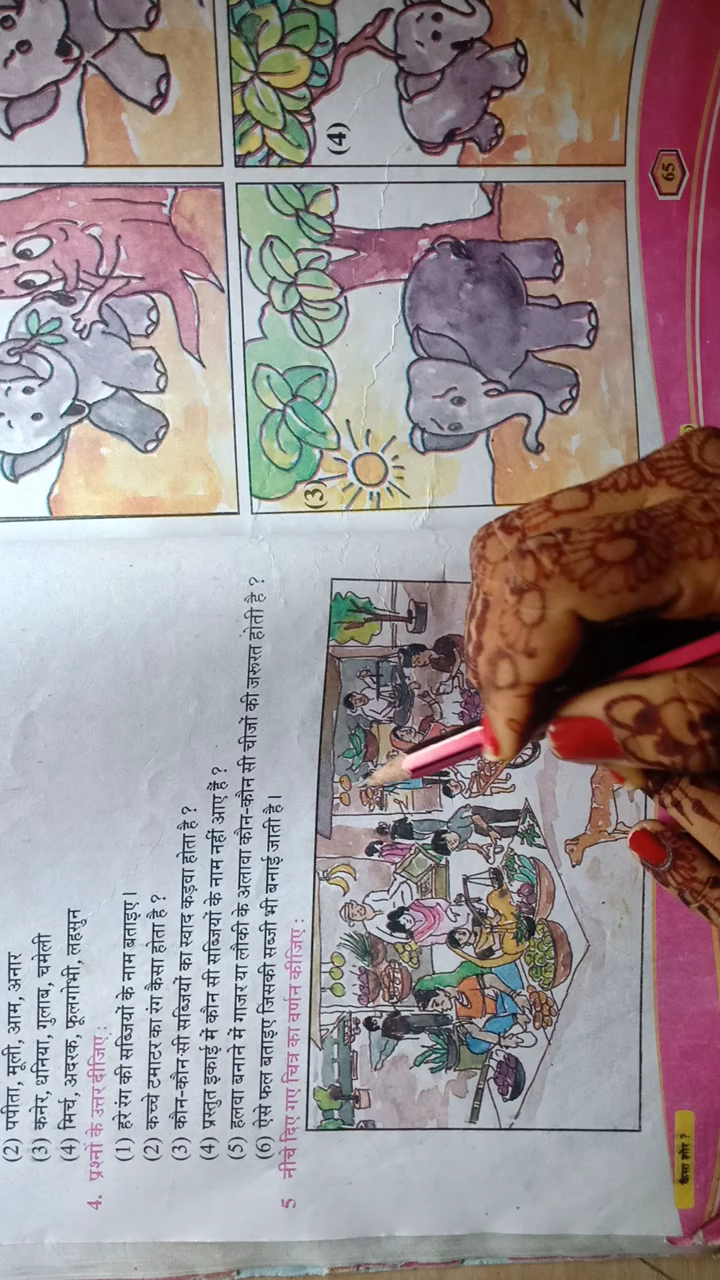 (2) पपीता, मूली, आम, अनार
(3) कनेर, धनिया, गुलाब, चमेली
(4) मिर्च, अदरक, फूलगोभी, लहसुन
4. प्रश्नों के उत्तर दीजिए :
(1) हरे रंग की सब्जियों के नाम बताइए।
(2) कच्चे टमाटर का रंग कैसा होता है ?
(3) कौन-कौन-सी सब्जियों का स्वाद कड़वा होता है ?
(4) प्रस्तुत इकाई में कौन सी सब्जियों के नाम नहीं आए हैं ?
(5) हलवा बनाने में गाजर या लौकी के अलावा कौन-कौन सी चीजों की जरूरत होती है ?
(6) ऐसे फल बताइए जिसकी सब्जी भी बनाई जाती है।
5 नीचे दिए गए चित्र का वर्णन कीजिए :
कैसा शोर ?
(3)
(4)
65